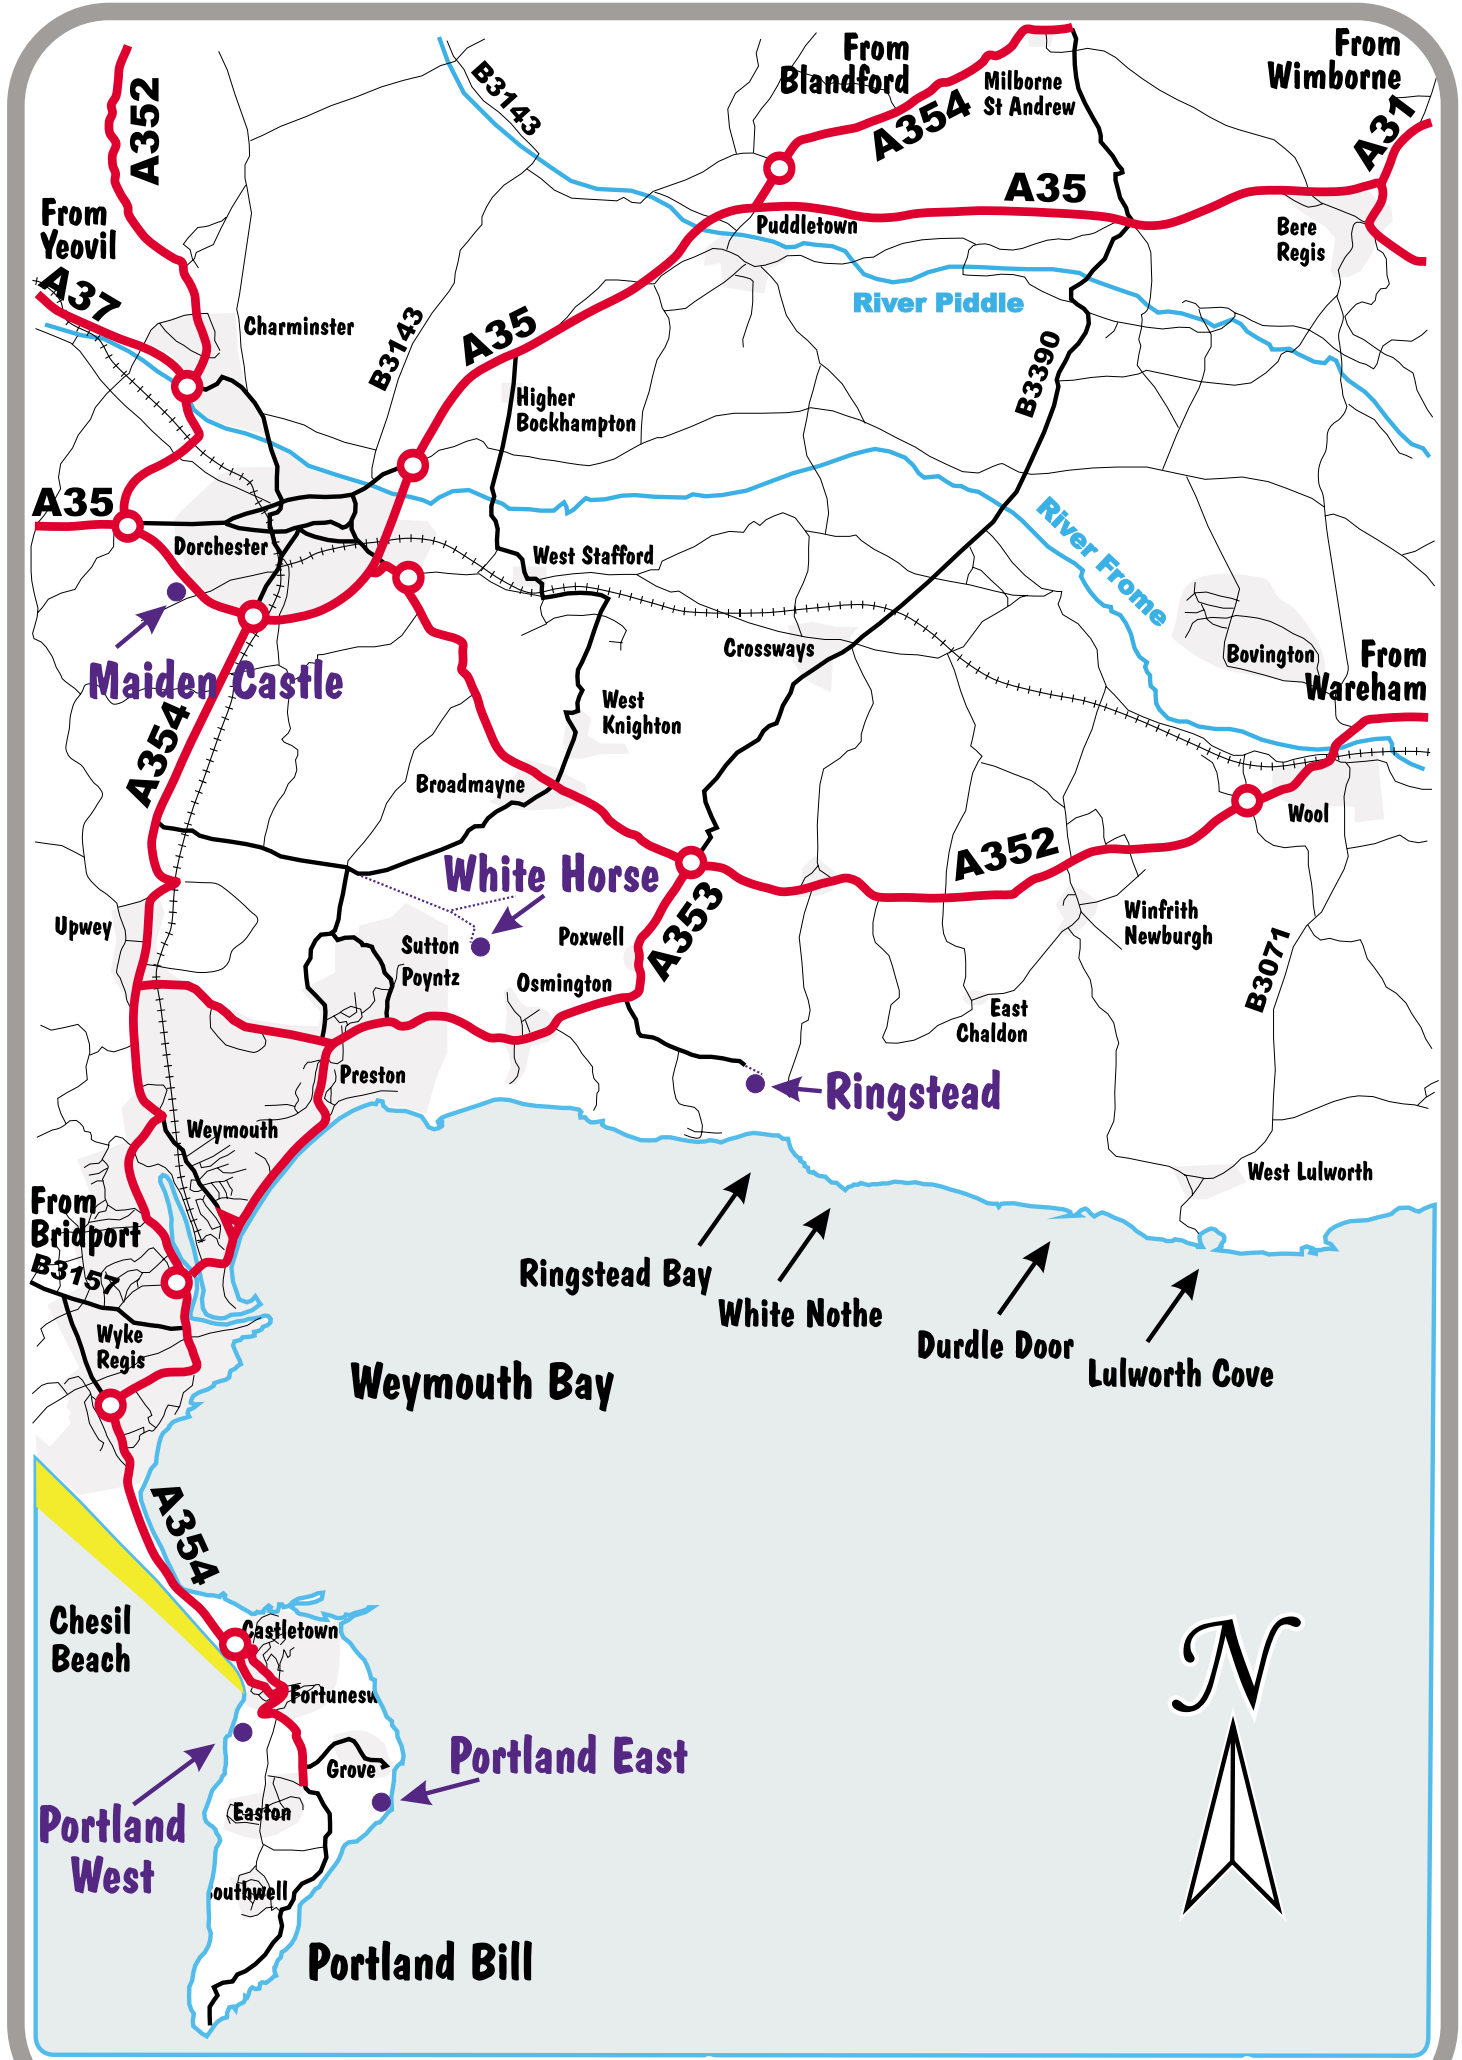 From
Blandford
Milborne
St Andrew
From
Wimborne
A352
B3143
A354
A31
From
Yeovil
A35
Puddletown
Bere
Regis
A37
River Piddle
Charminster
B3143
A35
B3390
Higher
Bockhampton
A35
Dorchester
West Stafford
River Frome
Crossways
Bovington
From
Wareham
Maiden Castle
West
Knighton
A354
Broadmayne
Wool
A352
White Horse
A353
Upwey
Sutton
Poyntz
Poxwell
Winfrith
Newburgh
Osmington
B3071
East
Chaldon
Preston
Ringstead
Weymouth
West Lulworth
From
Bridport
B3157
Ringstead Bay
White Nothe
Wyke
Regis
Durdle Door
Lulworth Cove
Weymouth Bay
A354
Chesil
Beach
Castletown
N
Fortunesw
Portland East
Grove
Portland
West
Easton
outhwell
Portland Bill